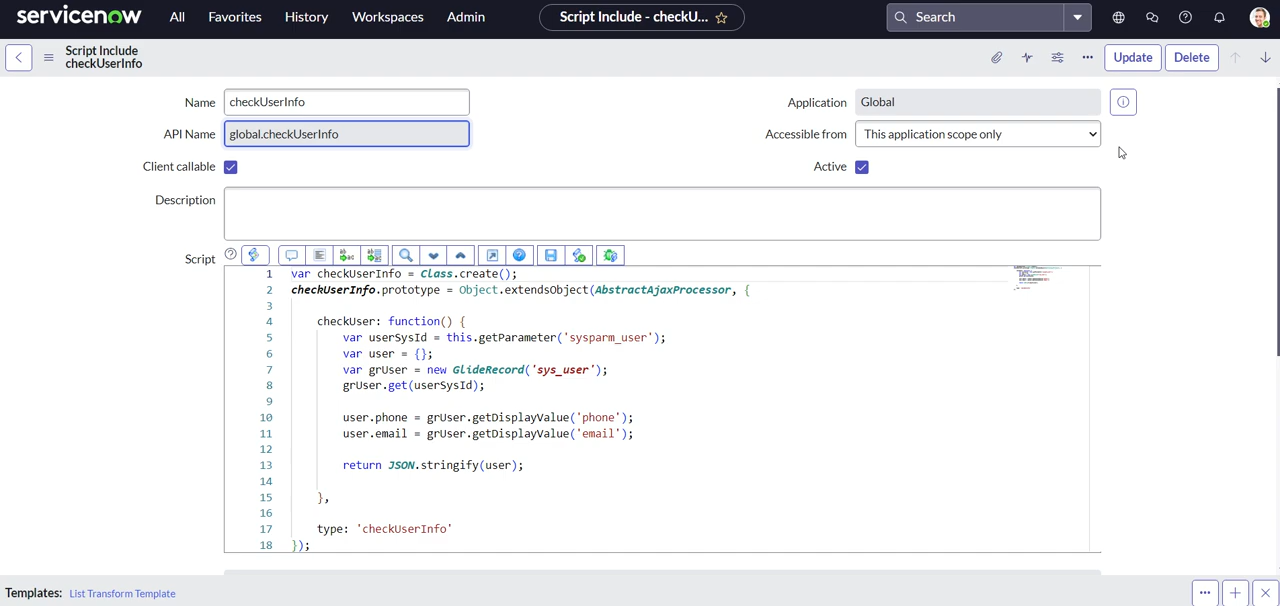 servicenow All Favorites History Workspaces Admin Script Include - checkU... Search
Script Include
checkUserInfo
Update Delete
Name checkUserInfo Application Global
API Name global.checkUserInfo Accessible from This application scope only
Client callable Active
Description
Script
1 var checkUserInfo = Class.create();
2 checkUserInfo.prototype = Object.extendsObject(AbstractAjaxProcessor, {
3
4 checkUser: function() {
5 var userSysId = this.getParameter('sysparm_user');
6 var user = {};
7 var grUser = new GlideRecord('sys_user');
8 grUser.get(userSysId);
9
10 user.phone = grUser.getDisplayValue('phone');
11 user.email = grUser.getDisplayValue('email');
12
13 return JSON.stringify(user);
14
15 },
16
17 type: 'checkUserInfo'
18 });
Templates: List Transform Template